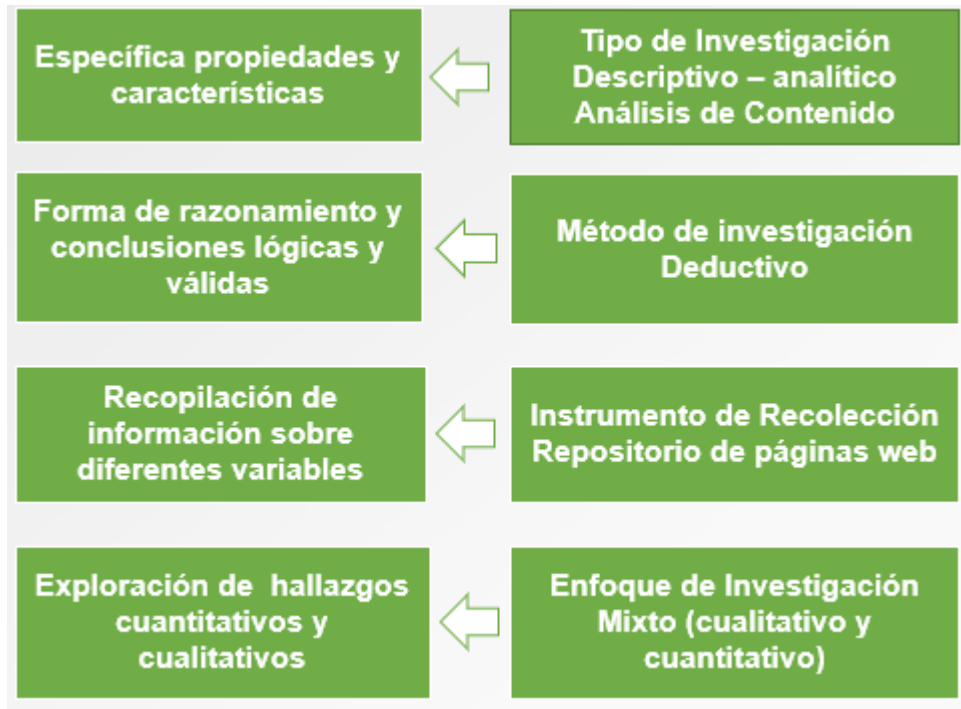 Específica propiedades y
características
Tipo de Investigación
Descriptivo – analítico
Análisis de Contenido
Forma de razonamiento y
conclusiones lógicas y
válidas
Método de investigación
Deductivo
Recopilación de
información sobre
diferentes variables
Instrumento de Recolección
Repositorio de páginas web
Exploración de hallazgos
cuantitativos y
cualitativos
Enfoque de Investigación
Mixto (cualitativo y
cuantitativo)